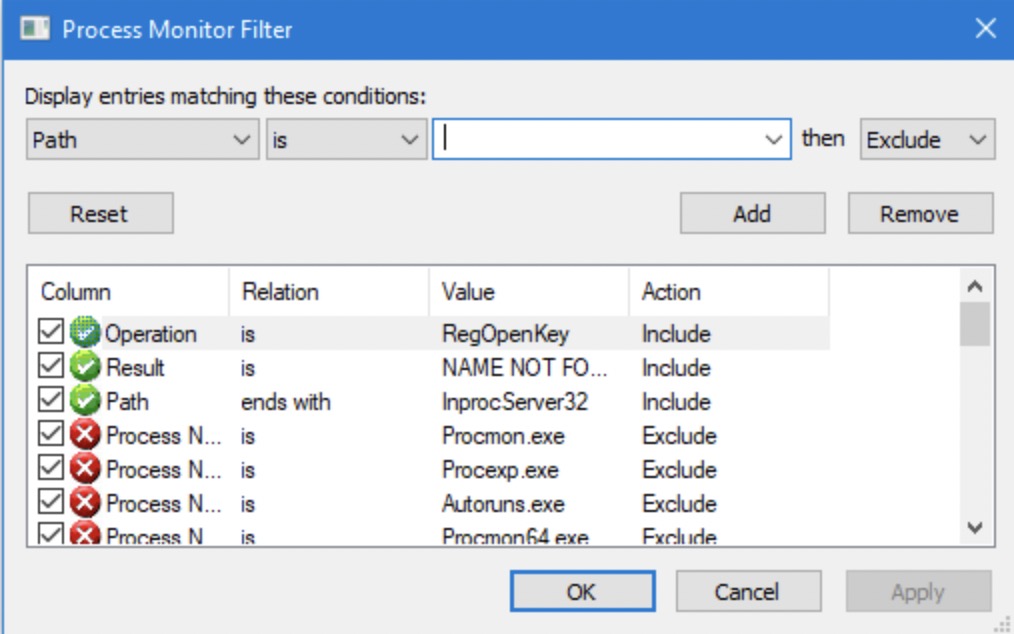 Process Monitor Filter
Display entries matching these conditions:
Path is then Exclude
Reset Add Remove
Column Relation Value Action
Operation is RegOpenKey Include
Result is NAME NOT FO... Include
Path ends with InprocServer32 Include
Process N... is Procmon.exe Exclude
Process N... is Procexp.exe Exclude
Process N... is Autoruns.exe Exclude
Process N is Procmon64.exe Exclude
OK Cancel Apply